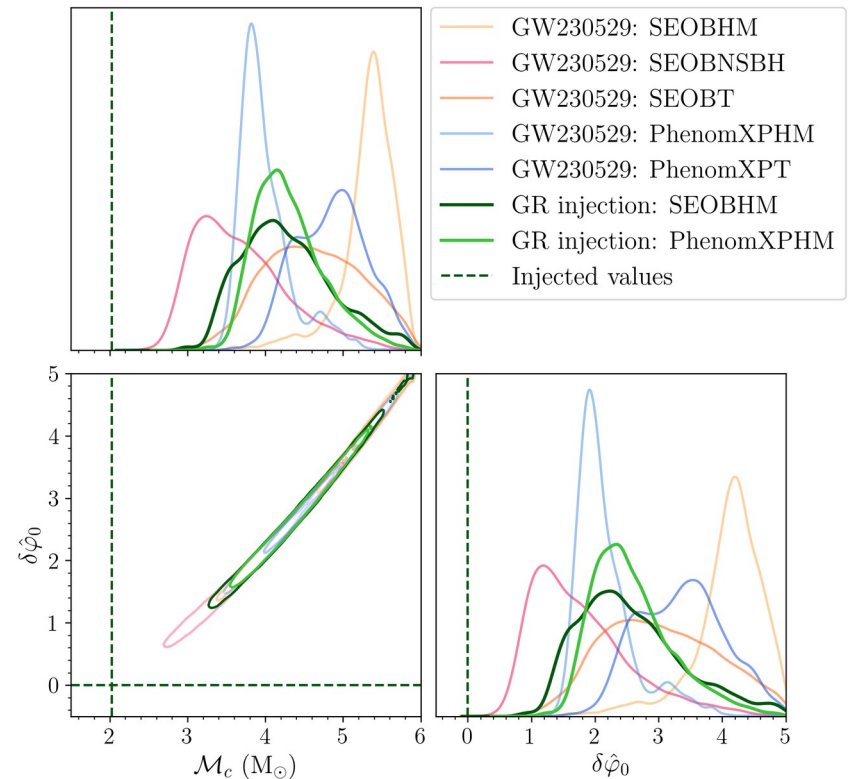 GW230529: SEOBHM
GW230529: SEOBNSBH
GW230529: SEOBT
GW230529: PhenomXPHM
GW230529: PhenomXPT
GR injection: SEOBHM
GR injection: PhenomXPHM
Injected values
5
4
3
2
1
0
δφ̂₀
2 3 4 5 6
ℳ_c (M_⊙)
0 1 2 3 4 5
δφ̂₀